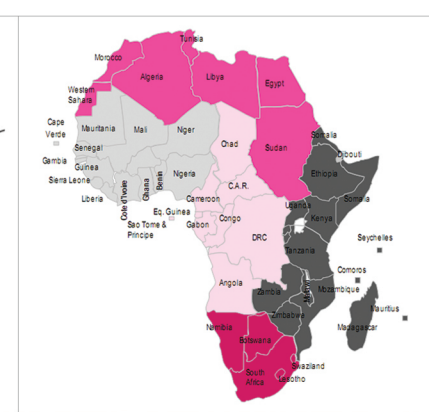 Tunisia
Morocco
Algeria
Libya
Egypt
Western
Sahara
Cape
Verde
Mauritania
Mali
Niger
Chad
Sudan
Somalia
Djibouti
Senegal
Gambia
Guinea
Sierra Leone
Liberia
Cote d'Ivoire
Ghana
Benin
Nigeria
Ethiopia
C.A.R.
Cameroon
Somalia
Eq. Guinea
Sao Tome &
Principe
Gabon
Congo
Uganda
Kenya
DRC
Tanzania
Seychelles
Comoros
Angola
Zambia
Mozambique
Mauritius
Zimbabwe
Madagascar
Namibia
Botswana
South
Africa
Swaziland
Lesotho